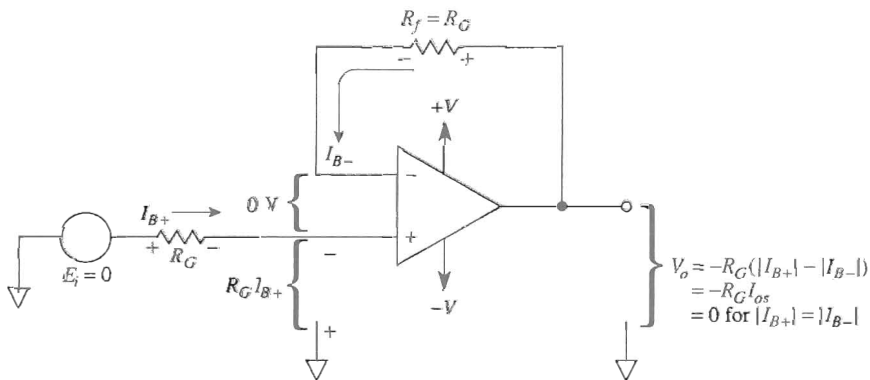 R_f = R_G
− +
+V
I_B−
0 V
−
I_B+
+ R_G −
+
E_i = 0
−
R_G I_B+
−V
+
V_o = −R_G(|I_B+| − |I_B−|)
= −R_G I_os
= 0 for |I_B+| = |I_B−|